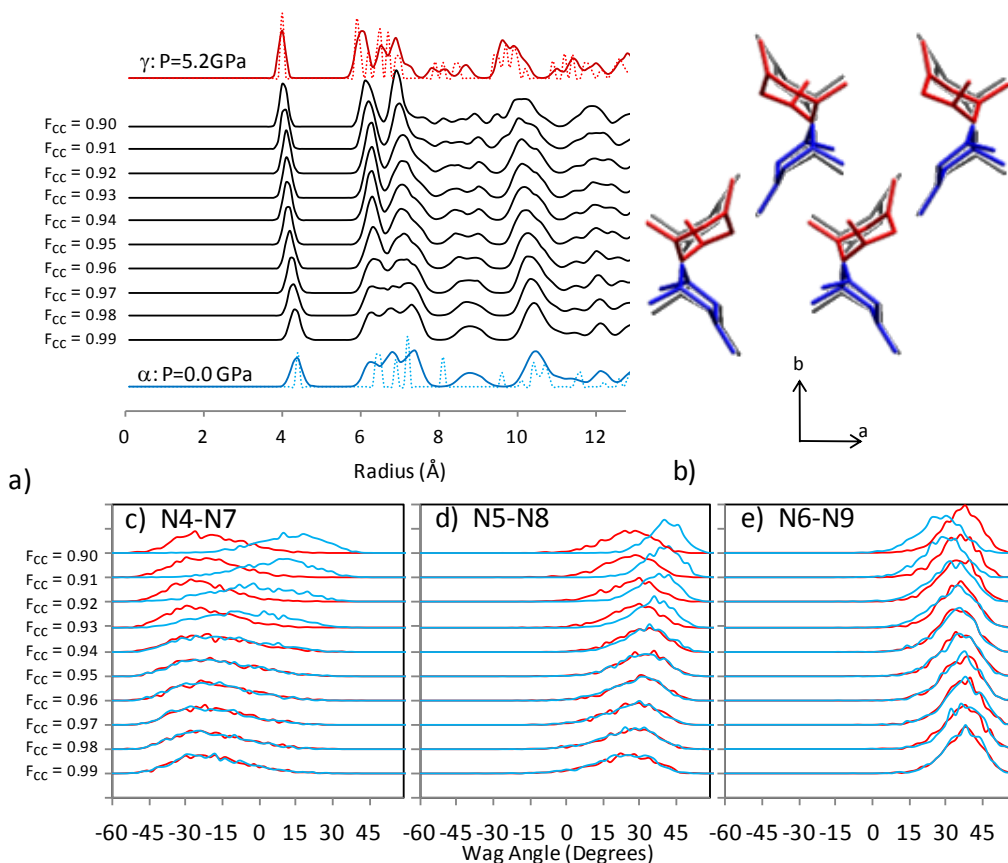 γ: P=5.2GPa
F_CC = 0.90
F_CC = 0.91
F_CC = 0.92
F_CC = 0.93
F_CC = 0.94
F_CC = 0.95
F_CC = 0.96
F_CC = 0.97
F_CC = 0.98
F_CC = 0.99
α: P=0.0 GPa
0 2 4 6 8 10 12
Radius (Å)
a)
b
a
b)
c) N4-N7
d) N5-N8
e) N6-N9
F_CC = 0.90
F_CC = 0.91
F_CC = 0.92
F_CC = 0.93
F_CC = 0.94
F_CC = 0.95
F_CC = 0.96
F_CC = 0.97
F_CC = 0.98
F_CC = 0.99
-60 -45 -30 -15 0 15 30 45
-60 -45 -30 -15 0 15 30 45
-60 -45 -30 -15 0 15 30 45
Wag Angle (Degrees)